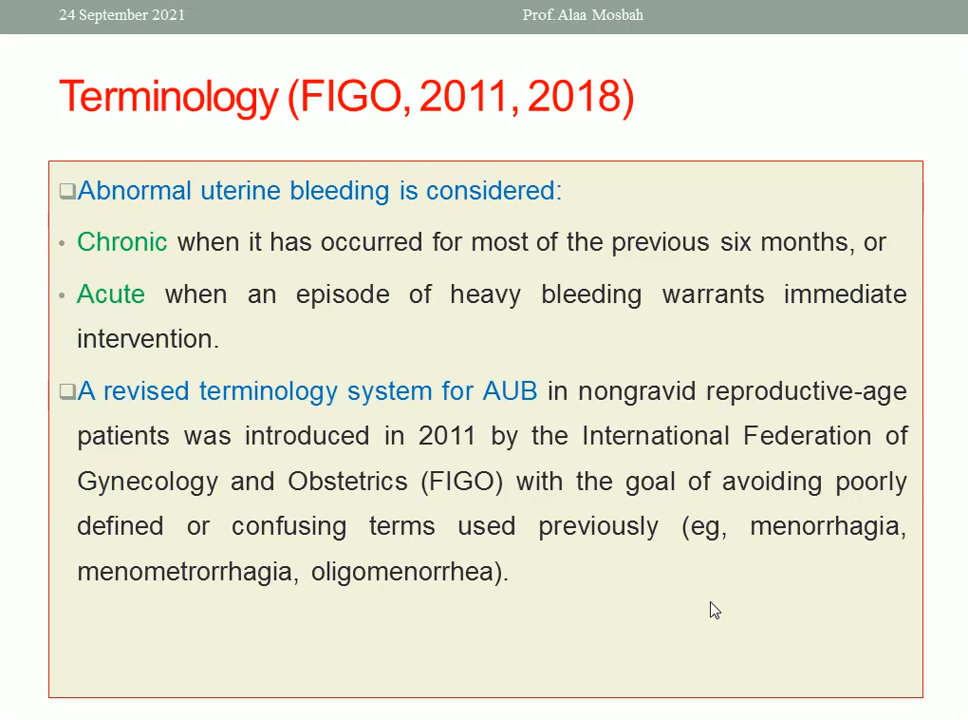 24 September 2021
Prof. Alaa Mosbah
Terminology (FIGO, 2011, 2018)
❑Abnormal uterine bleeding is considered:
• Chronic when it has occurred for most of the previous six months, or
• Acute when an episode of heavy bleeding warrants immediate
intervention.
❑A revised terminology system for AUB in nongravid reproductive-age
patients was introduced in 2011 by the International Federation of
Gynecology and Obstetrics (FIGO) with the goal of avoiding poorly
defined or confusing terms used previously (eg, menorrhagia,
menometrorrhagia, oligomenorrhea).